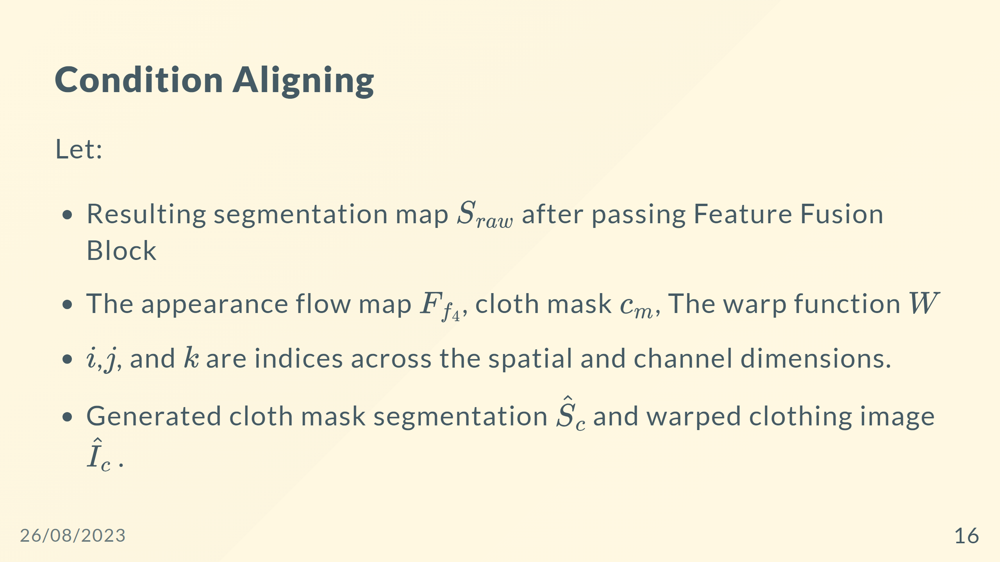 Condition Aligning
Let:
• Resulting segmentation map $S_{raw}$ after passing Feature Fusion
Block
• The appearance flow map $F_{f_4}$, cloth mask $c_m$, The warp function $W$
• $i$,$j$, and $k$ are indices across the spatial and channel dimensions.
• Generated cloth mask segmentation $\hat{S}_c$ and warped clothing image
$\hat{I}_c$ .
26/08/2023
16